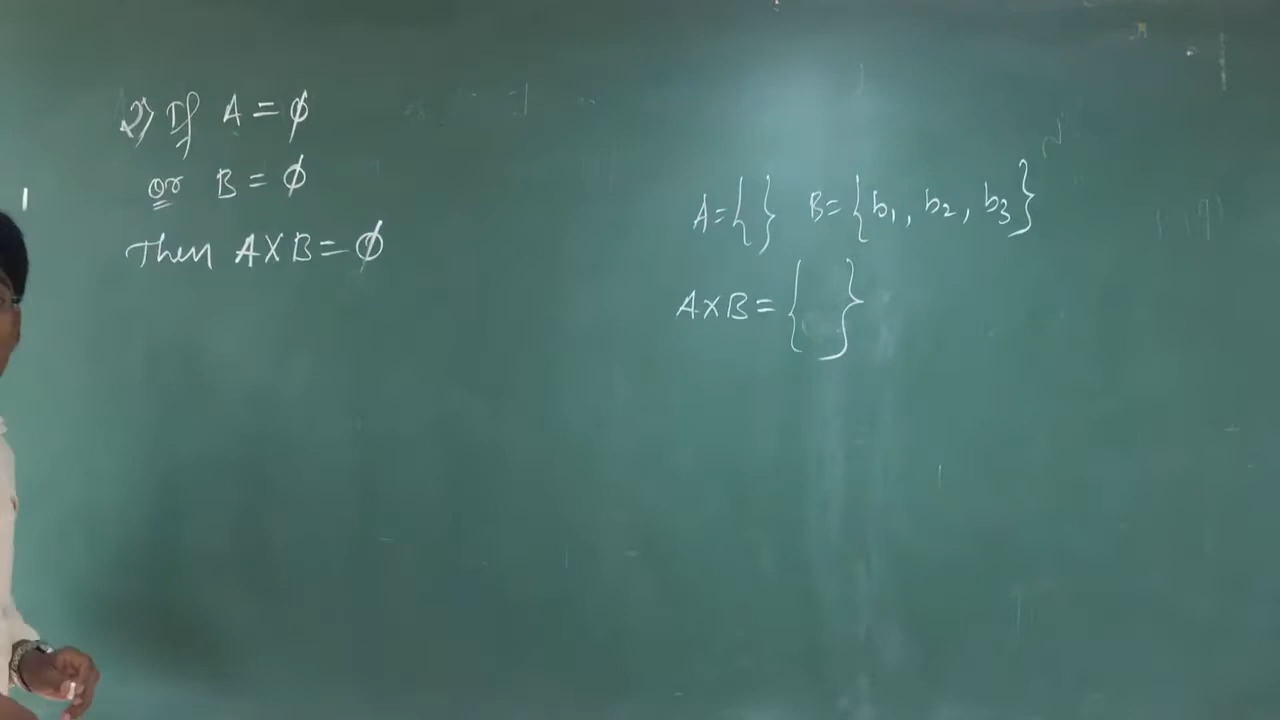 2) If A = ϕ
or B = ϕ
Then A X B = ϕ
A = { } B = { b₁, b₂, b₃ }
A × B = { }